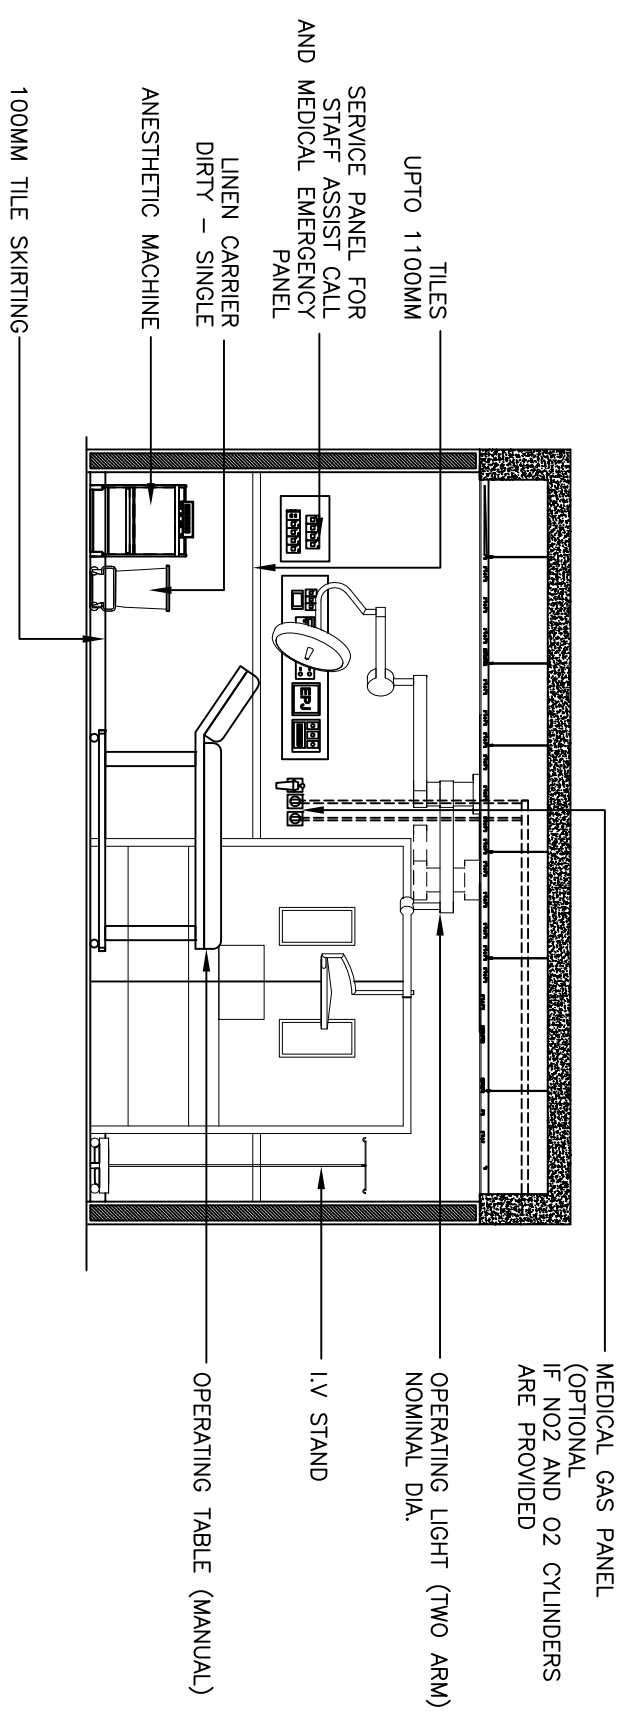 MEDICAL GAS PANEL
(OPTIONAL
IF NO2 AND O2 CYLINDERS
ARE PROVIDED
OPERATING LIGHT (TWO ARM)
NOMINAL DIA.
I.V STAND
OPERATING TABLE (MANUAL)
TILES
UPTO 1100MM
SERVICE PANEL FOR
STAFF ASSIST CALL
AND MEDICAL EMERGENCY
PANEL
LINEN CARRIER
DIRTY – SINGLE
ANESTHETIC MACHINE
100MM TILE SKIRTING
EPJ